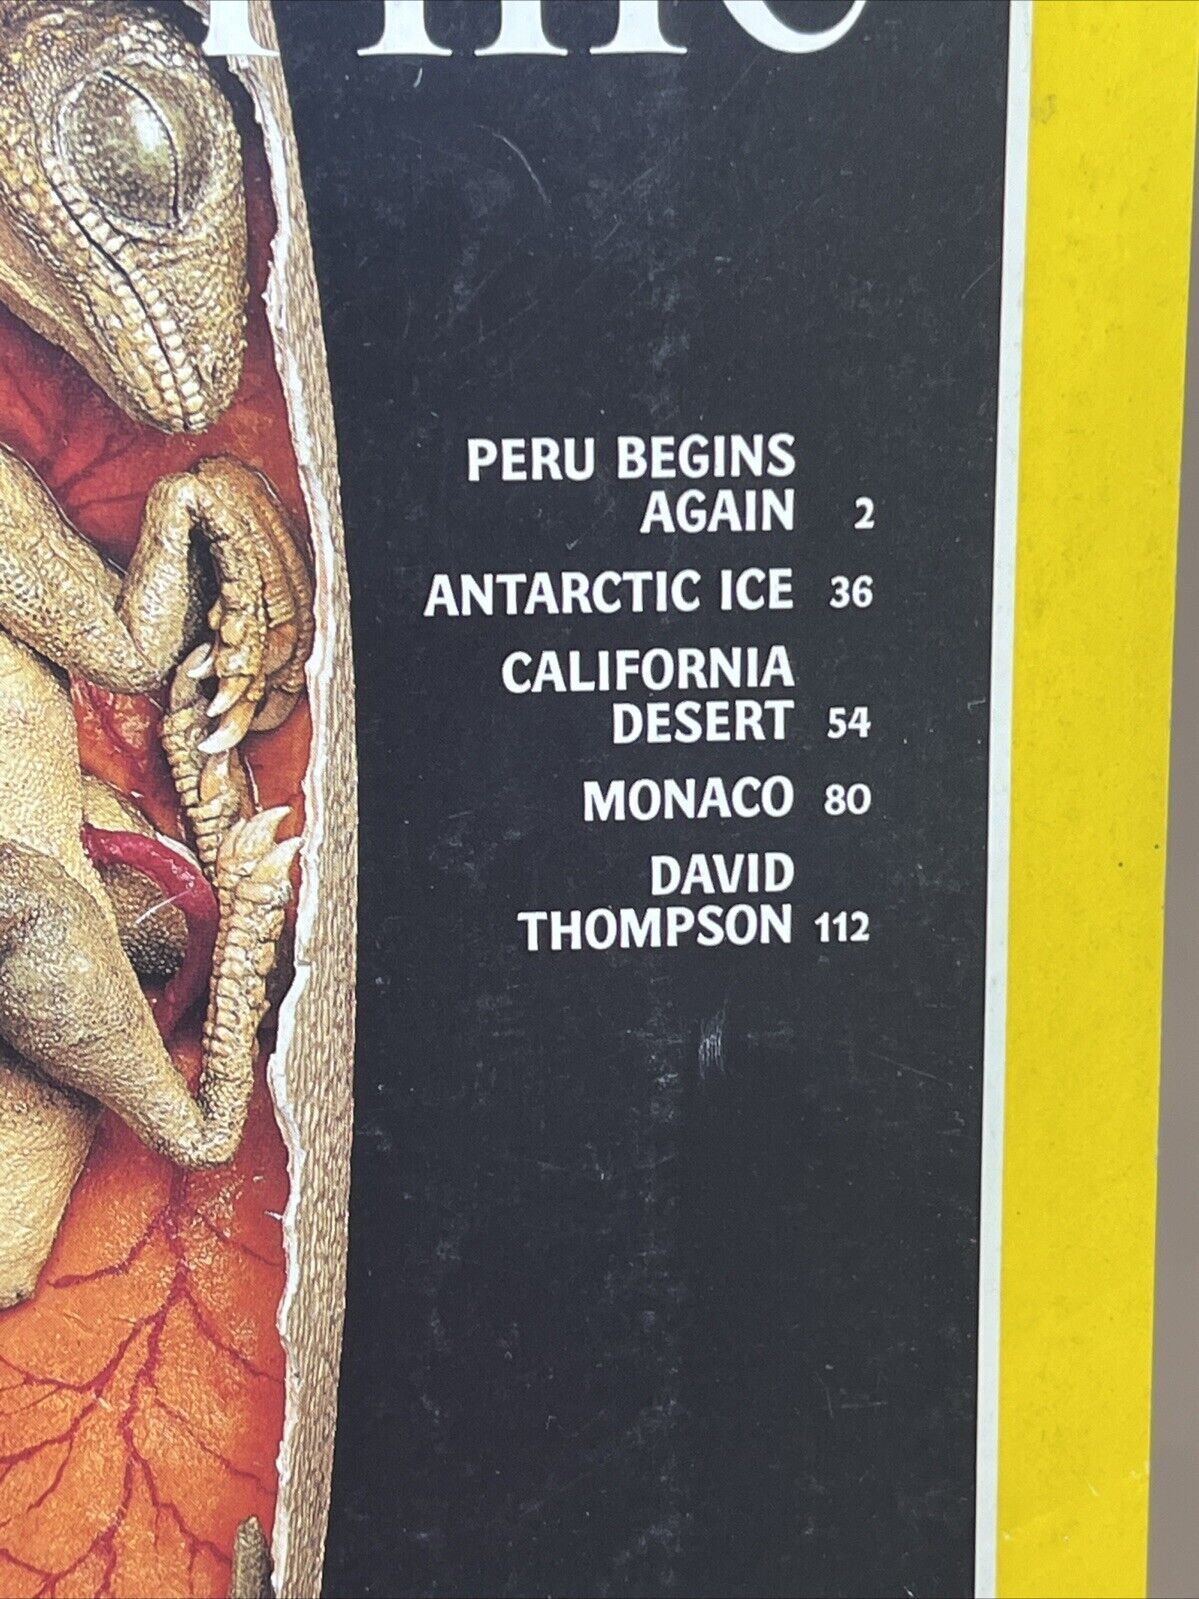 PERU BEGINS
AGAIN 2
ANTARCTIC ICE 36
CALIFORNIA
DESERT 54
MONACO 80
DAVID
THOMPSON 112